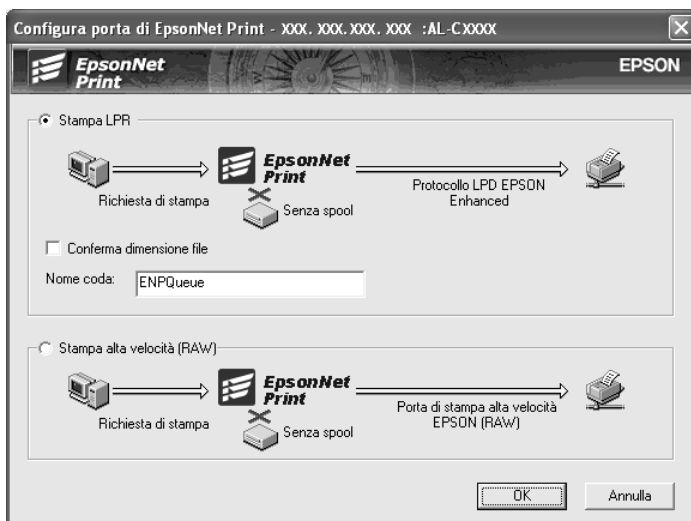 Configura porta di EpsonNet Print - XXX. XXX.XXX. XXX :AL-CXXXX
EpsonNet
Print
EPSON
Stampa LPR
EpsonNet
Print
Richiesta di stampa
Senza spool
Protocollo LPD EPSON
Enhanced
Conferma dimensione file
Nome coda:
ENPQueue
Stampa alta velocità (RAW)
EpsonNet
Print
Richiesta di stampa
Senza spool
Porta di stampa alta velocità
EPSON (RAW)
OK
Annulla